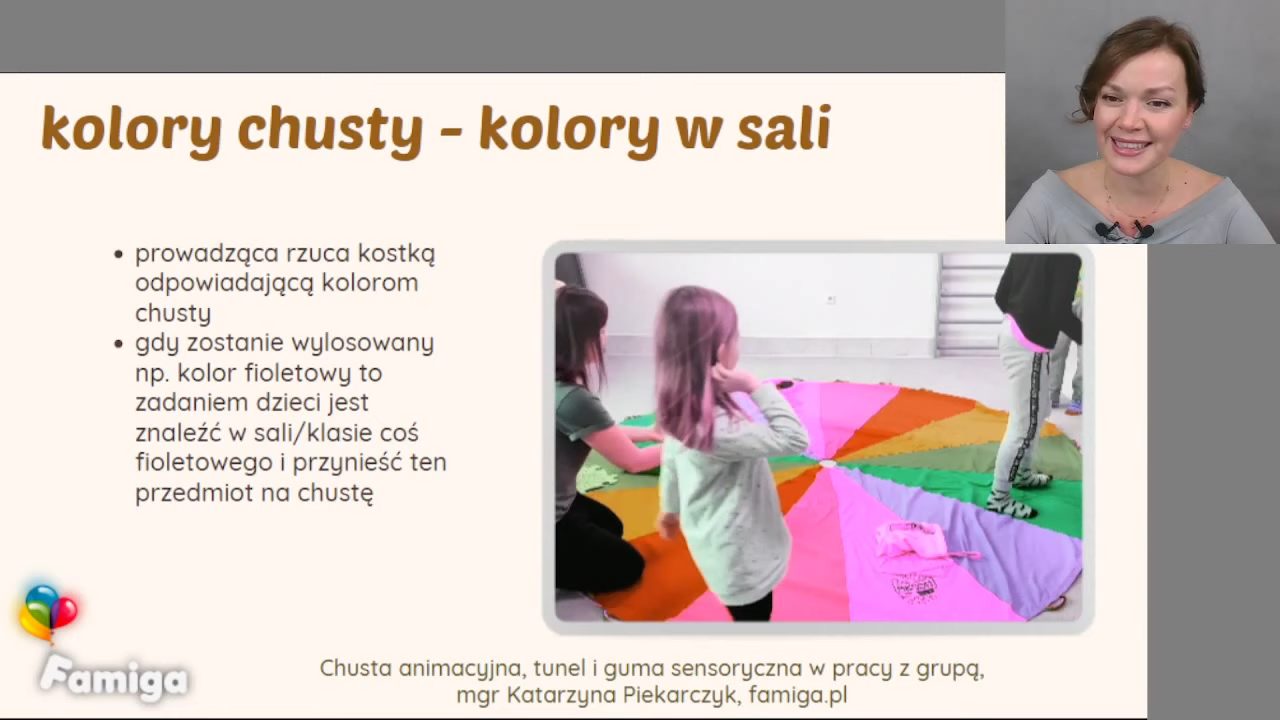 kolory chusty - kolory w sali
prowadząca rzuca kostką
odpowiadającą kolorom
chusty
gdy zostanie wylosowany
np. kolor fioletowy to
zadaniem dzieci jest
znaleźć w sali/klasie coś
fioletowego i przynieść ten
przedmiot na chustę
Famiga
Chusta animacyjna, tunel i guma sensoryczna w pracy z grupą,
mgr Katarzyna Piekarczyk, famiga.pl